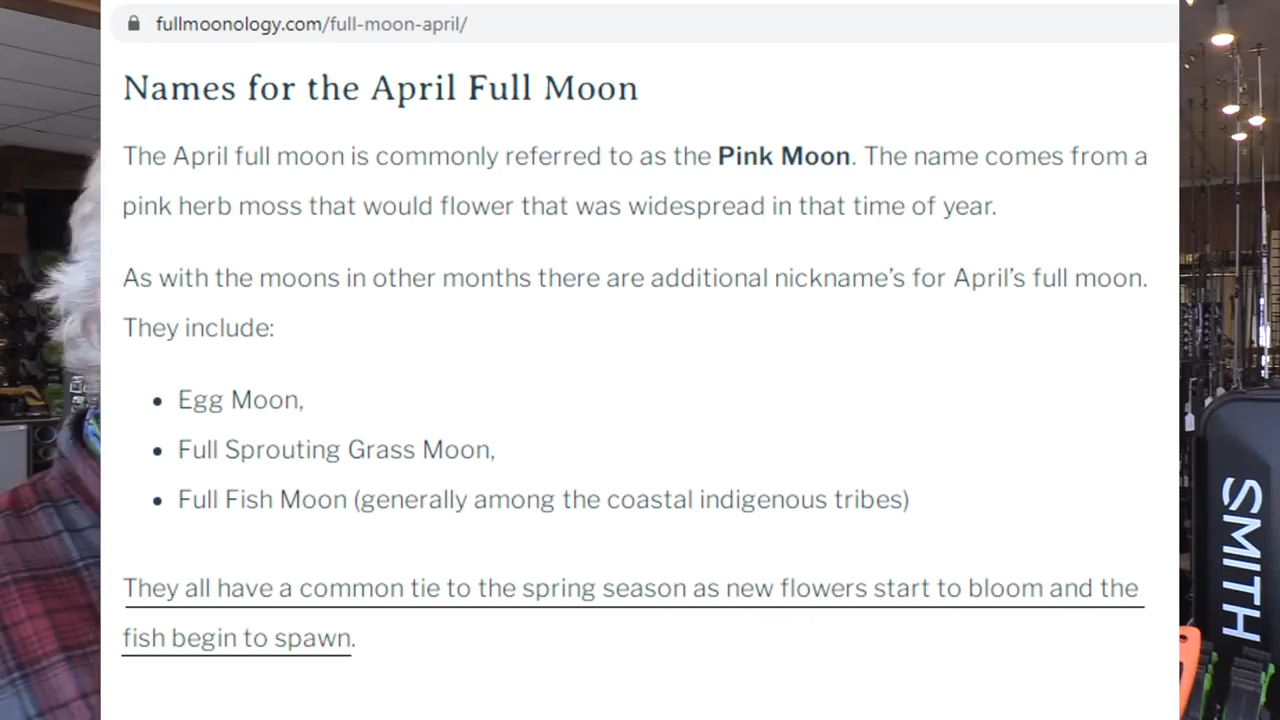 fullmoonology.com/full-moon-april/
Names for the April Full Moon
The April full moon is commonly referred to as the Pink Moon. The name comes from a
pink herb moss that would flower that was widespread in that time of year.
As with the moons in other months there are additional nickname's for April's full moon.
They include:
• Egg Moon,
• Full Sprouting Grass Moon,
• Full Fish Moon (generally among the coastal indigenous tribes)
They all have a common tie to the spring season as new flowers start to bloom and the
fish begin to spawn.
SMITH